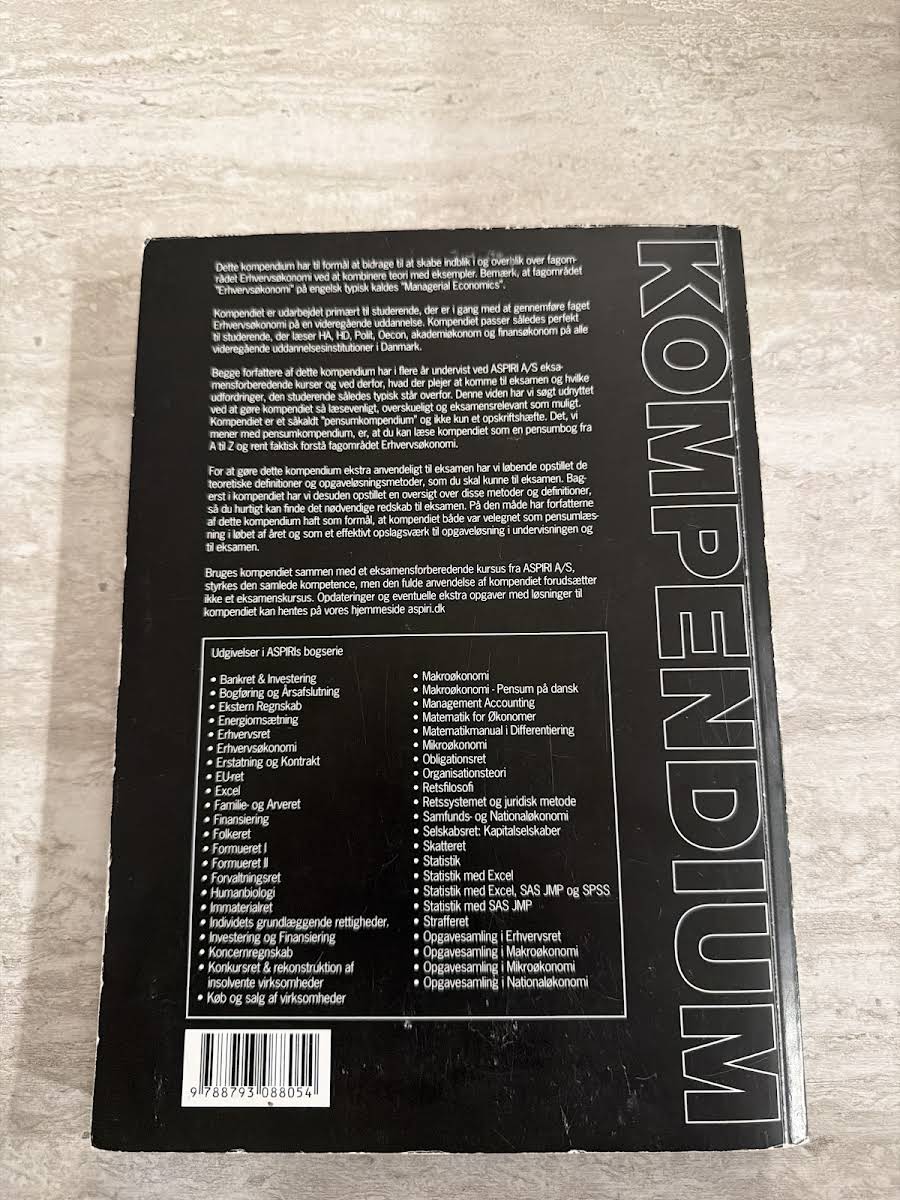 Dette kompendium har til formål at bidrage til at skabe indblik i og overblik over fagom-
rådet Erhvervsøkonomi ved at kombinere teori med eksempler. Bemærk, at fagområdet
"Erhvervsøkonomi" på engelsk typisk kaldes "Managerial Economics".
Kompendiet er udarbejdet primært til studerende, der er i gang med at gennemføre faget
Erhvervsøkonomi på en videregående uddannelse. Kompendiet passer således perfekt
til studerende, der læser HA, HD, Polit, Oecon, akademiøkonom og finansøkonom på alle
videregående uddannelsesinstitutioner i Danmark.
Begge forfattere af dette kompendium har i flere år undervist ved ASPIRI A/S eksa-
mensforberedende kurser og ved derfor, hvad der plejer at komme til eksamen og hvilke
udfordringer, den studerende således typisk står overfor. Denne viden har vi søgt udnyttet
ved at gøre kompendiet så læsevenligt, overskueligt og eksamensrelevant som muligt.
Kompendiet er et såkaldt "pensumkompendium" og ikke kun et opskriftshæfte. Det, vi
mener med pensumkompendium, er, at du kan læse kompendiet som en pensumbog fra
A til Z og rent faktisk forstå fagområdet Erhvervsøkonomi.
For at gøre dette kompendium ekstra anvendeligt til eksamen har vi løbende opstillet de
teoretiske definitioner og opgaveløsningsmetoder, som du skal kunne til eksamen. Bag-
erst i kompendiet har vi desuden opstillet en oversigt over disse metoder og definitioner,
så du hurtigt kan finde det nødvendige redskab til eksamen. På den måde har forfatterne
af dette kompendium haft som formål, at kompendiet både var velegnet som pensumlæs-
ning i løbet af året og som et effektivt opslagsværk til opgaveløsning i undervisningen og
til eksamen.
Bruges kompendiet sammen med et eksamensforberedende kursus fra ASPIRI A/S,
styrkes den samlede kompetence, men den fulde anvendelse af kompendiet forudsætter
ikke et eksamenskursus. Opdateringer og eventuelle ekstra opgaver med løsninger til
kompendiet kan hentes på vores hjemmeside aspiri.dk
Udgivelser i ASPIRIs bogserie
• Bankret & Investering
• Bogføring og Årsafslutning
• Ekstern Regnskab
• Energiomsætning
• Erhvervsret
• Erhvervsøkonomi
• Erstatning og Kontrakt
• EU-ret
• Excel
• Familie- og Arveret
• Finansiering
• Folkeret
• Formueret I
• Formueret II
• Forvaltningsret
• Humanbiologi
• Immaterialret
• Individets grundlæggende rettigheder.
• Investering og Finansiering
• Koncernregnskab
• Konkursret & rekonstruktion af
insolvente virksomheder
• Køb og salg af virksomheder
• Makroøkonomi
• Makroøkonomi - Pensum på dansk
• Management Accounting
• Matematik for Økonomer
• Matematikmanual i Differentiering
• Mikroøkonomi
• Obligationsret
• Organisationsteori
• Retsfilosofi
• Retssystemet og juridisk metode
• Samfunds- og Nationaløkonomi
• Selskabsret: Kapitalselskaber
• Skatteret
• Statistik
• Statistik med Excel
• Statistik med Excel, SAS JMP og SPSS
• Statistik med SAS JMP
• Strafferet
• Opgavesamling i Erhvervsret
• Opgavesamling i Makroøkonomi
• Opgavesamling i Mikroøkonomi
• Opgavesamling i Nationaløkonomi
9 788793 088054
KOMPENDIUM